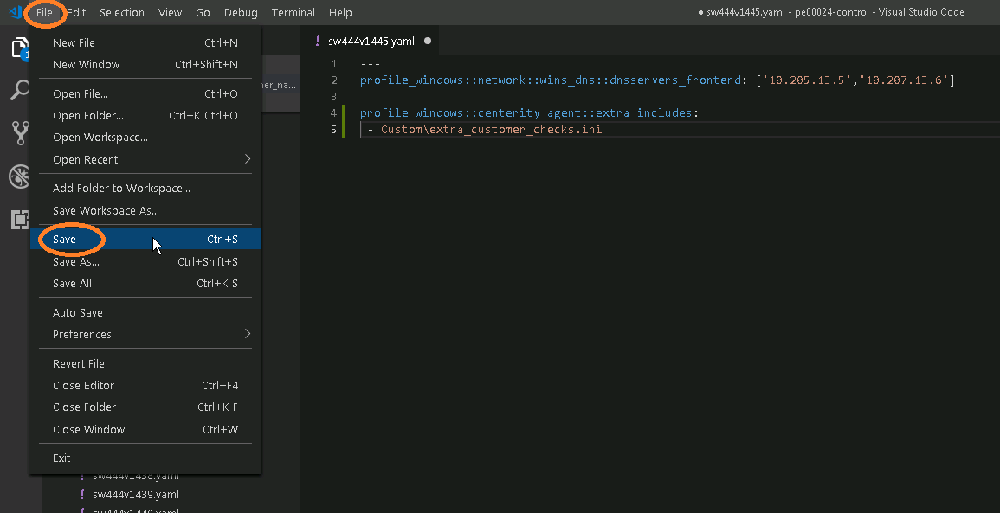 File Edit Selection View Go Debug Terminal Help ● sw444v1445.yaml - pe00024-control - Visual Studio Code
1
New File Ctrl+N
New Window Ctrl+Shift+N
Open File... Ctrl+O
Open Folder... Ctrl+K Ctrl+O
Open Workspace...
Open Recent
Add Folder to Workspace...
Save Workspace As...
Save Ctrl+S
Save As... Ctrl+Shift+S
Save All Ctrl+K S
Auto Save
Preferences
Revert File
Close Editor Ctrl+F4
Close Folder Ctrl+K F
Close Window Ctrl+W
Exit
er_na...
sw444v1438.yaml
! sw444v1439.yaml
! sw444v1440.yaml
! sw444v1445.yaml ●
1 ---
2 profile_windows::network::wins_dns::dnsservers_frontend: ['10.205.13.5','10.207.13.6']
3
4 profile_windows::centerity_agent::extra_includes:
5 - Custom\extra_customer_checks.ini